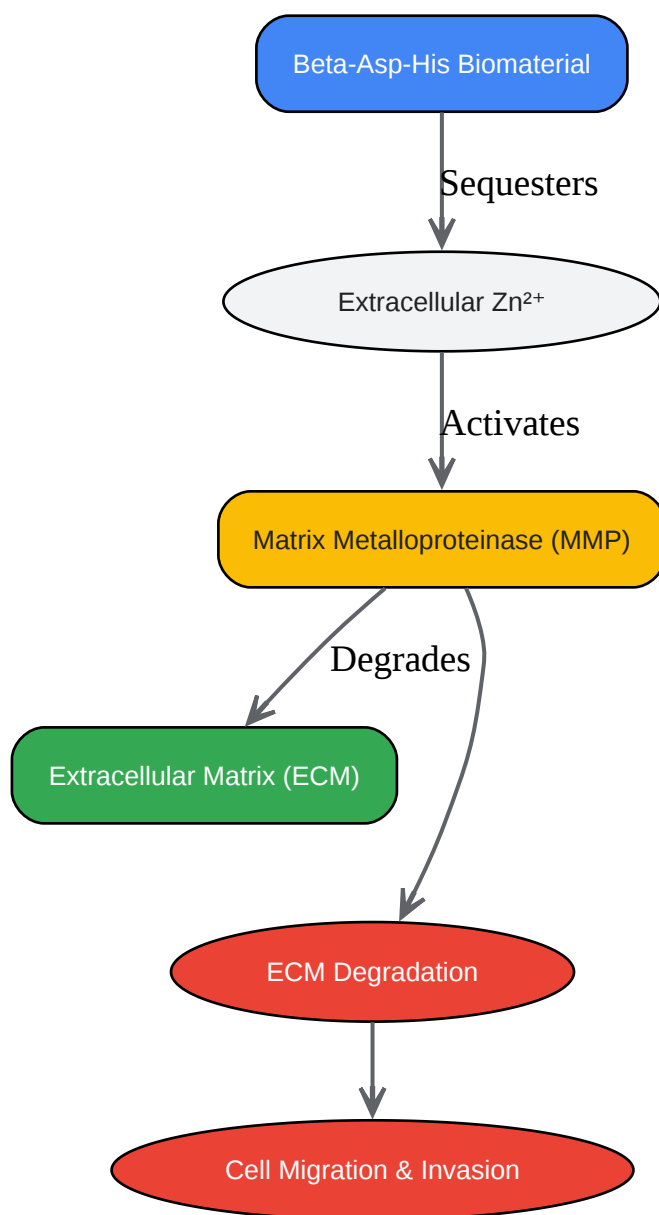 Beta-Asp-His Biomaterial
Sequesters
Extracellular Zn²⁺
Activates
Matrix Metalloproteinase (MMP)
Degrades
Extracellular Matrix (ECM)
ECM Degradation
Cell Migration & Invasion